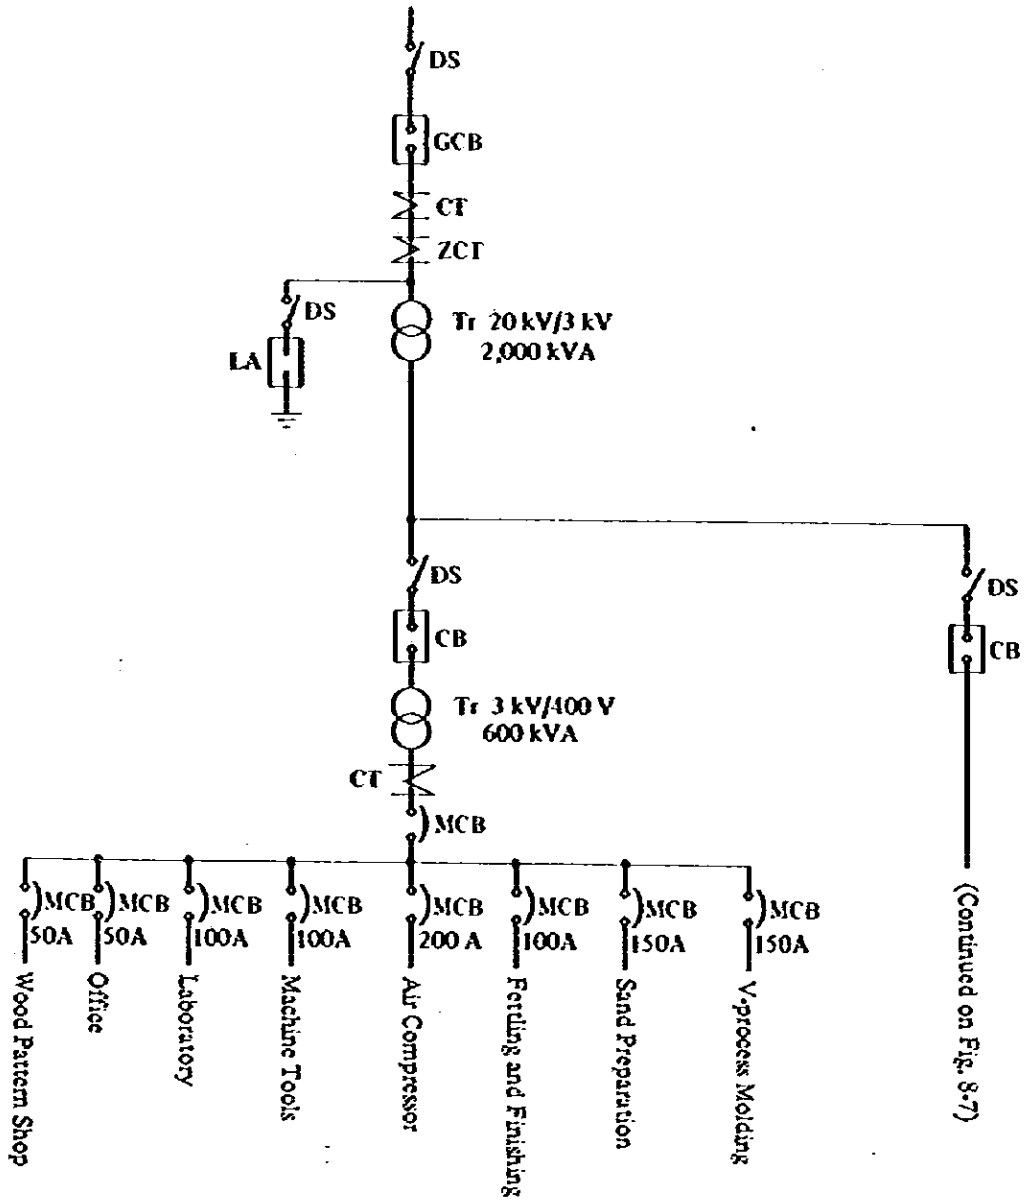 DS
GCB
CT
ZCT
DS
LA
Tr 20 kV/3 kV
2,000 kVA
DS
CB
DS
CB
Tr 3 kV/400 V
600 kVA
CT
MCB
MCB
50A
MCB
50A
MCB
100A
MCB
100A
MCB
200 A
MCB
100A
MCB
150A
MCB
150A
Wood Pattern Shop
Office
Laboratory
Machine Tools
Air Compressor
Fettling and Finishing
Sand Preparation
V-process Molding
(Continued on Fig. 8-7)